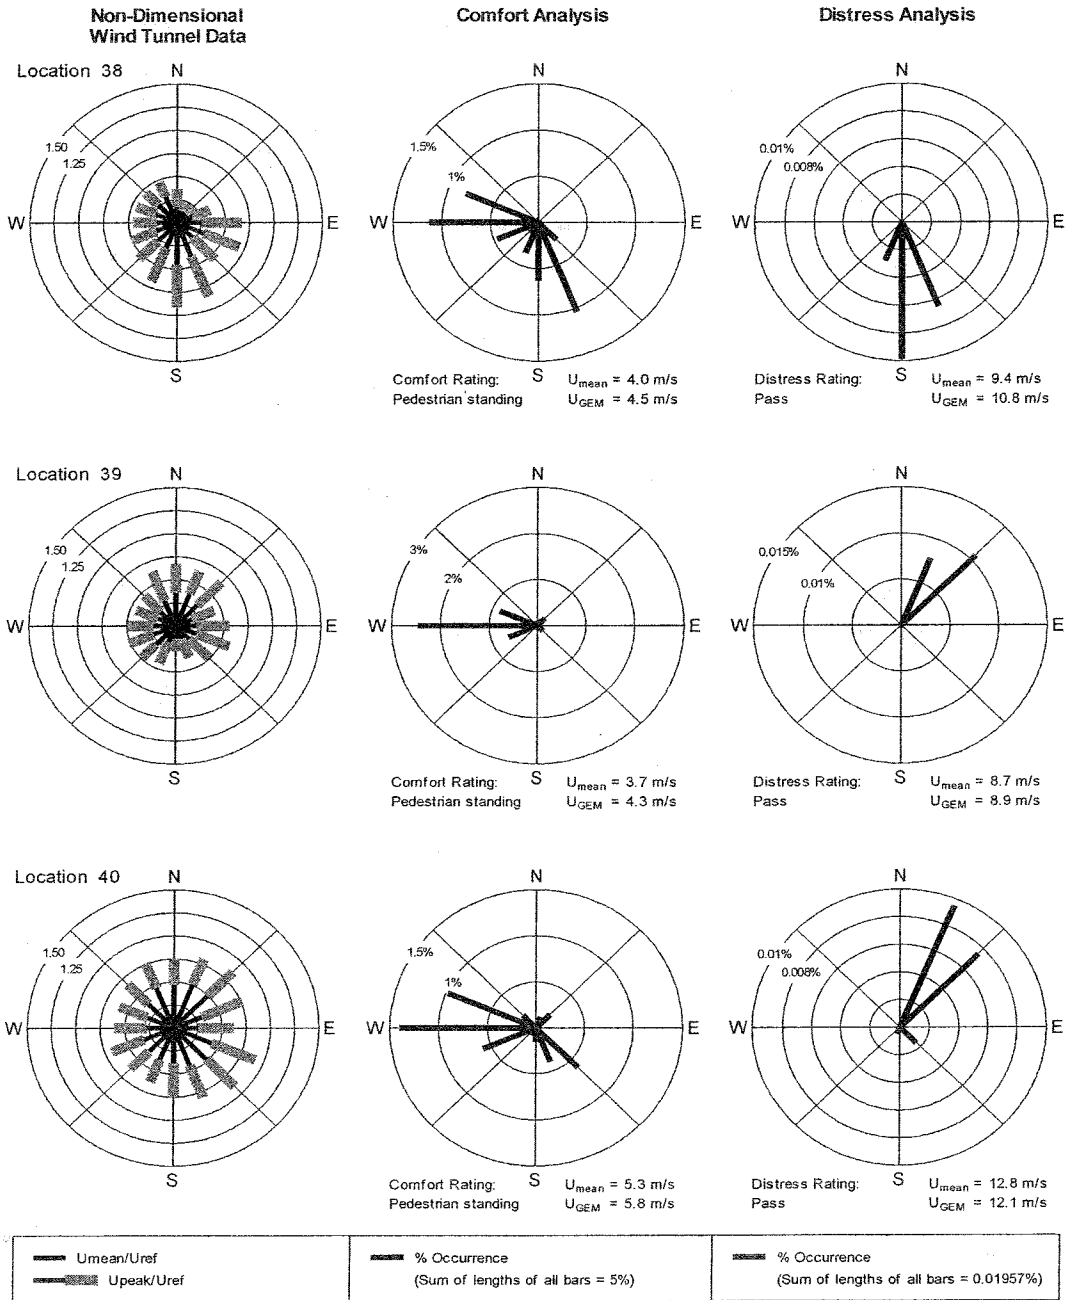 Non-Dimensional
Wind Tunnel Data
Comfort Analysis
Distress Analysis
Location 38
N
1.50
1.25
W
E
S
N
1.5%
1%
W
E
S
Comfort Rating:
Pedestrian standing
Umean = 4.0 m/s
UGEM = 4.5 m/s
N
0.01%
0.008%
W
E
S
Distress Rating:
Pass
Umean = 9.4 m/s
UGEM = 10.8 m/s
Location 39
N
1.50
1.25
W
E
S
N
3%
2%
W
E
S
Comfort Rating:
Pedestrian standing
Umean = 3.7 m/s
UGEM = 4.3 m/s
N
0.015%
0.01%
W
E
S
Distress Rating:
Pass
Umean = 8.7 m/s
UGEM = 8.9 m/s
Location 40
N
1.50
1.25
W
E
S
N
1.5%
1%
W
E
S
Comfort Rating:
Pedestrian standing
Umean = 5.3 m/s
UGEM = 5.8 m/s
N
0.01%
0.008%
W
E
S
Distress Rating:
Pass
Umean = 12.8 m/s
UGEM = 12.1 m/s
Umean/Uref
Upeak/Uref
% Occurrence
(Sum of lengths of all bars = 5%)
% Occurrence
(Sum of lengths of all bars = 0.01957%)